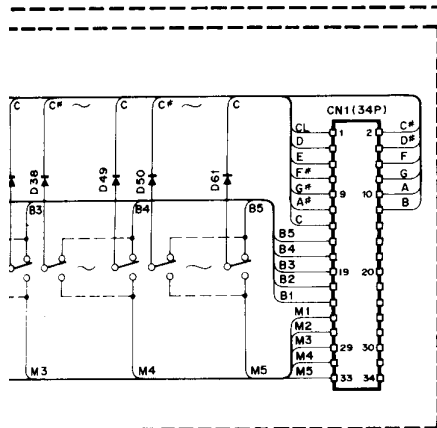 CN1(34P)
C C# ~ C C# ~ C
CL 1 2 C#
D D#
E F
F# G
G# 9 10 A
A# B
C
D38 D49 D50 D61
B3 B4 B5
B5
B4
B3 19 20
B2
B1
~ ~
M1
M2
M3 29 30
M4
M5 33 34
M3 M4 M5